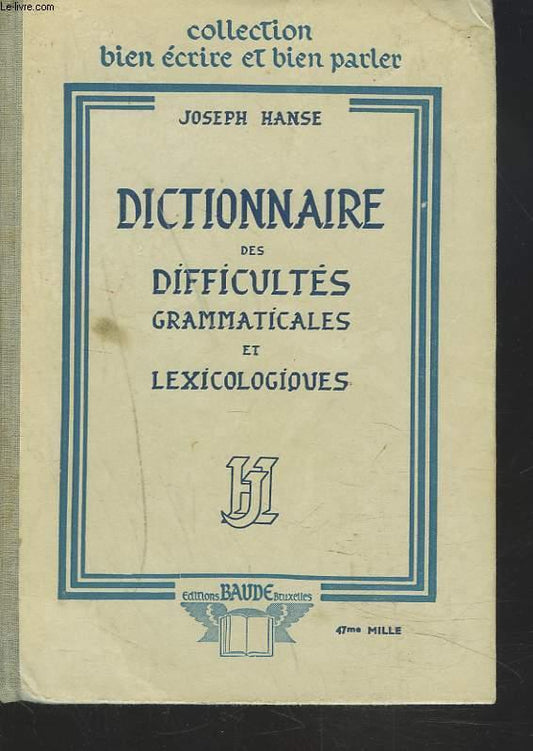 Le-livre.com
collection
bien écrire et bien parler
JOSEPH HANSE
DICTIONNAIRE
DES
DIFFICULTÉS
GRAMMATICALES
ET
LEXICOLOGIQUES
HJ
Editions BAUDE Bruxelles
47me MILLE